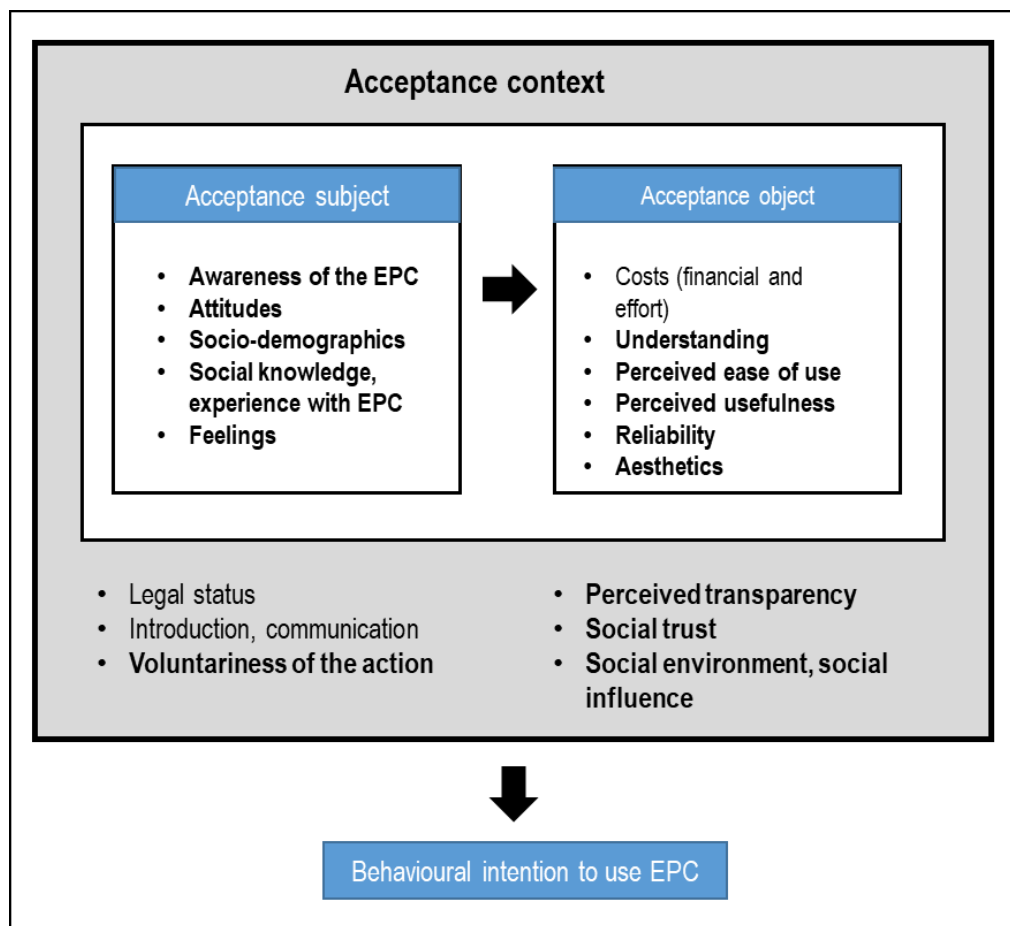 Acceptance context
Acceptance subject
• Awareness of the EPC
• Attitudes
• Socio-demographics
• Social knowledge,
experience with EPC
• Feelings
Acceptance object
• Costs (financial and
effort)
• Understanding
• Perceived ease of use
• Perceived usefulness
• Reliability
• Aesthetics
• Legal status
• Introduction, communication
• Voluntariness of the action
• Perceived transparency
• Social trust
• Social environment, social
influence
Behavioural intention to use EPC